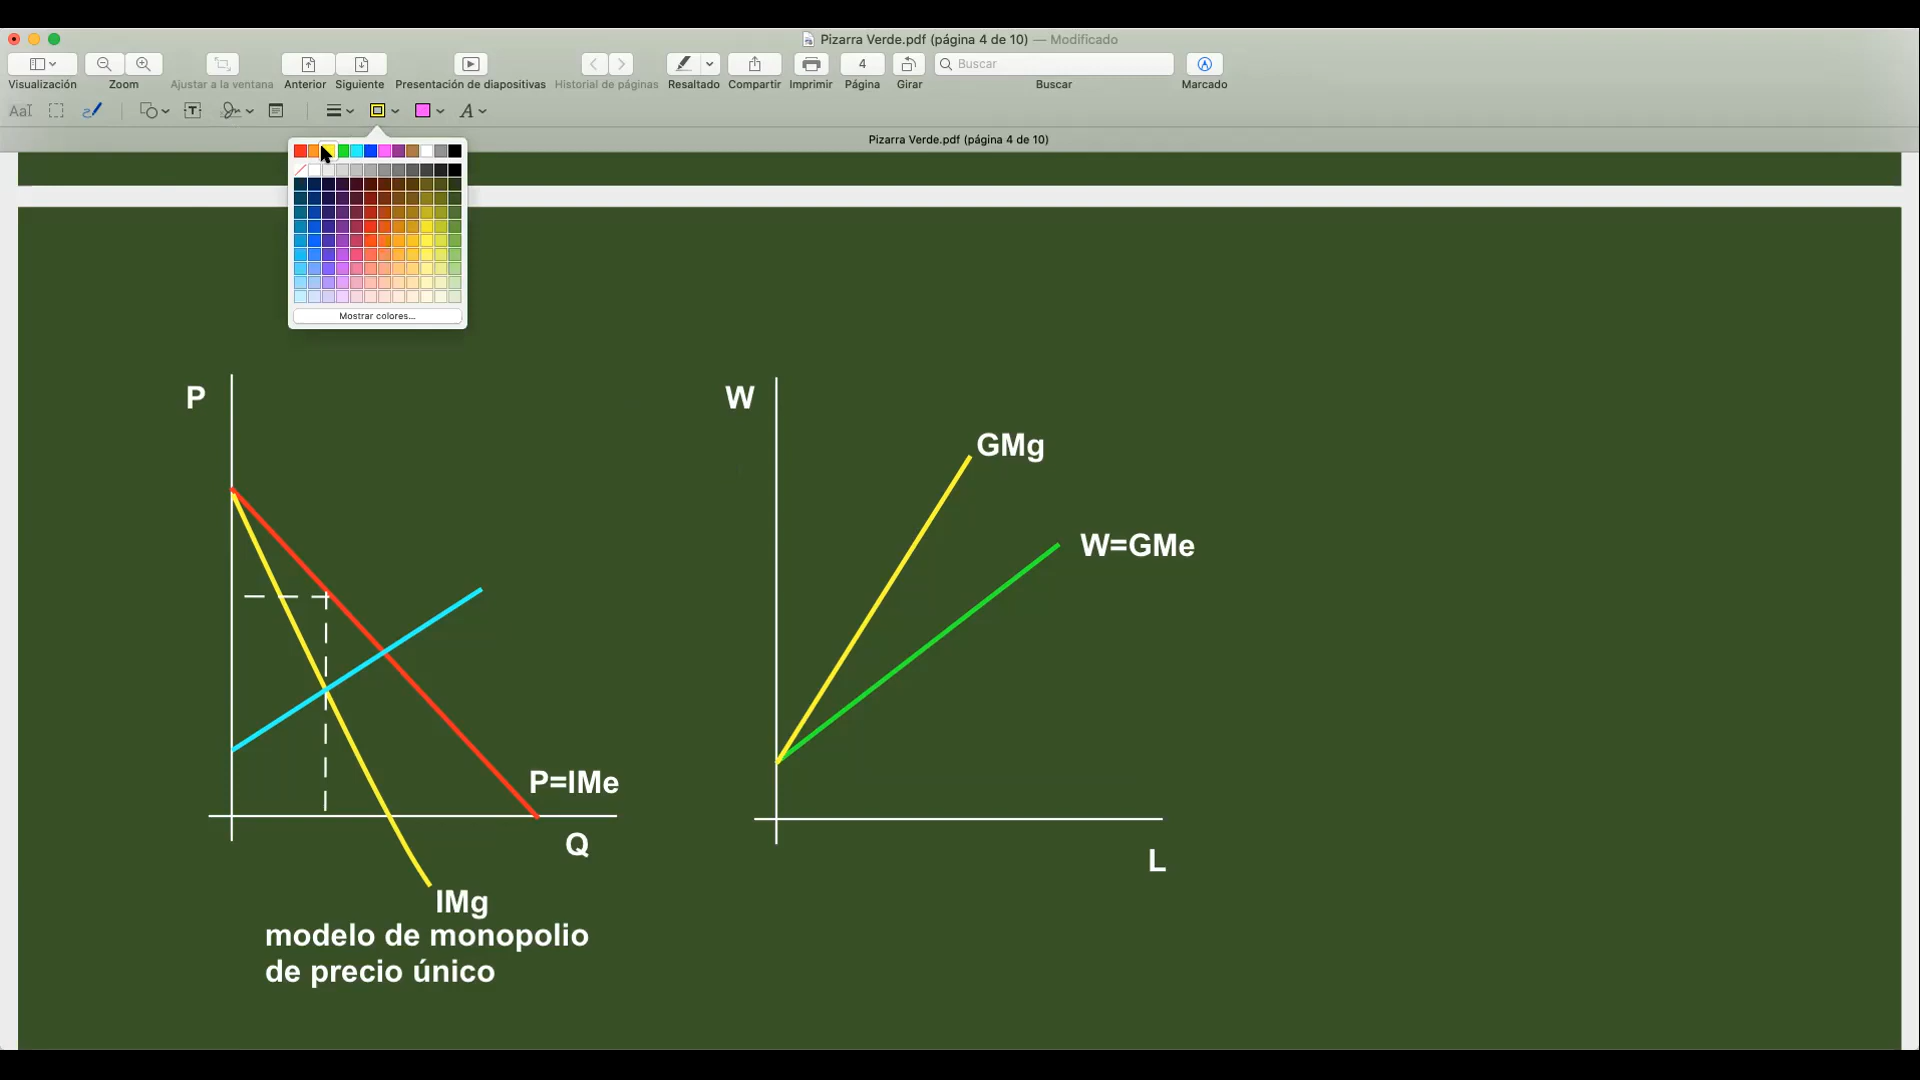 Pizarra Verde.pdf (página 4 de 10) — Modificado
4
Buscar
Visualización
Zoom
Ajustar a la ventana
Anterior
Siguiente
Presentación de diapositivas
Historial de páginas
Resaltado
Compartir
Imprimir
Página
Girar
Buscar
Marcado
AaI
T
A
Pizarra Verde.pdf (página 4 de 10)
Mostrar colores...
P
W
GMg
W=GMe
P=IMe
Q
L
IMg
modelo de monopolio
de precio único